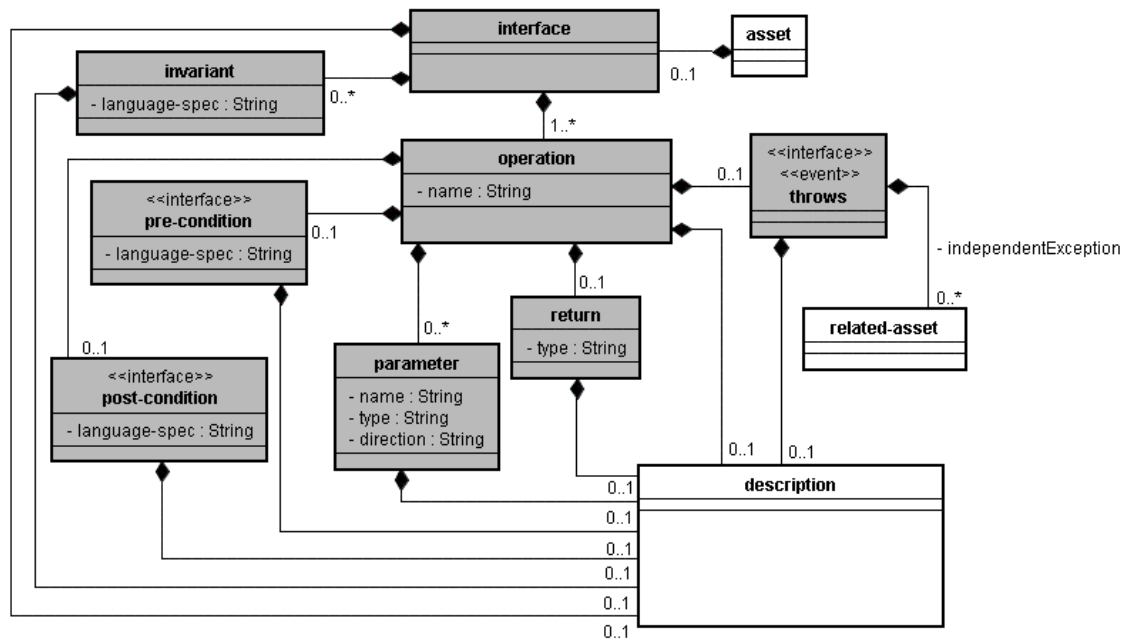 interface
asset
0..1
invariant
- language-spec : String
0..*
1..*
operation
- name : String
<<interface>>
<<event>>
throws
0..1
<<interface>>
pre-condition
- language-spec : String
0..1
- independentException
0..*
related-asset
0..1
return
- type : String
0..*
parameter
- name : String
- type : String
- direction : String
0..1
<<interface>>
post-condition
- language-spec : String
0..1
0..1
description
0..1
0..1
0..1
0..1
0..1
0..1